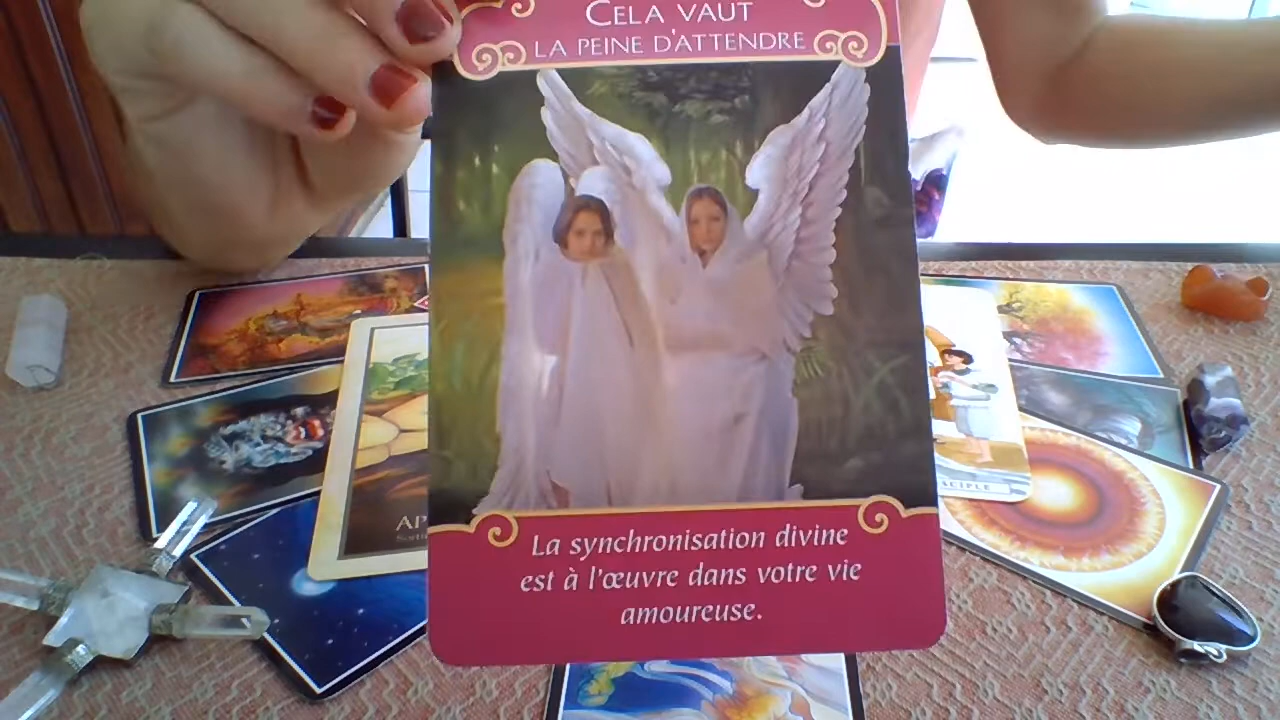 CELA VAUT
LA PEINE D'ATTENDRE
La synchronisation divine
est à l'œuvre dans votre vie
amoureuse.